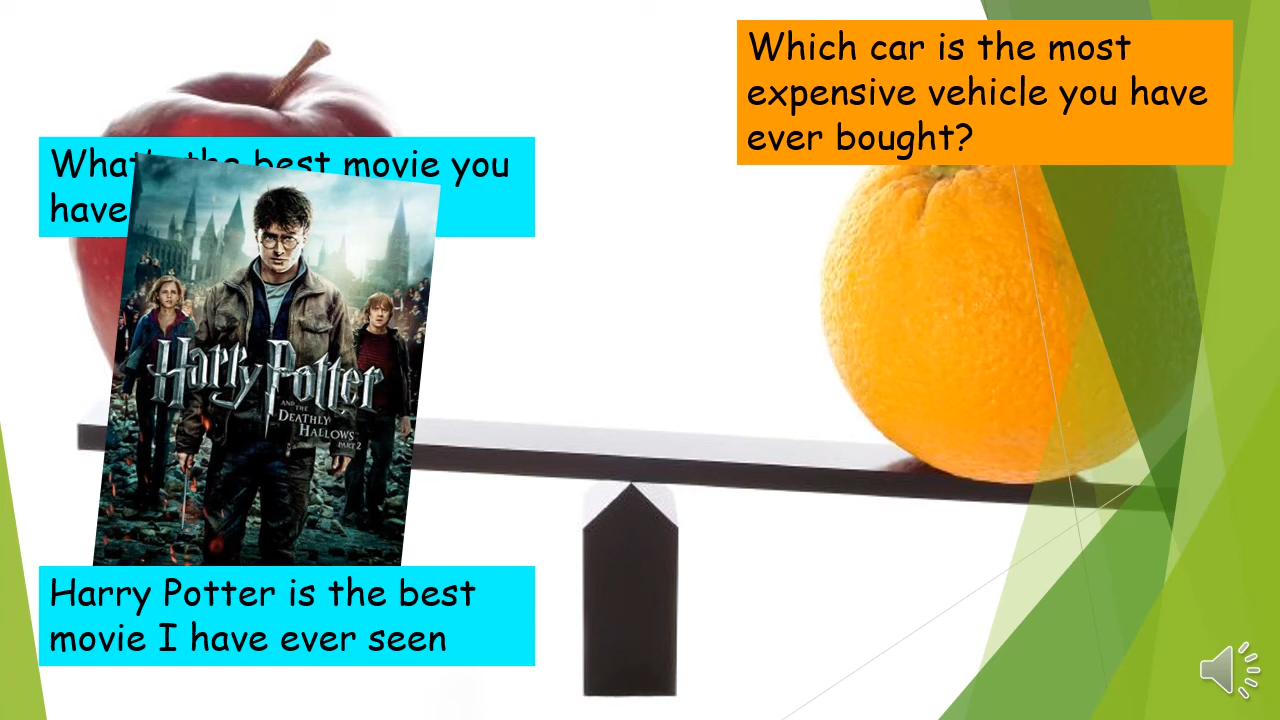 What's the best movie you
have
Harry Potter
AND THE
DEATHLY
HALLOWS
PART 2
Harry Potter is the best
movie I have ever seen
Which car is the most
expensive vehicle you have
ever bought?